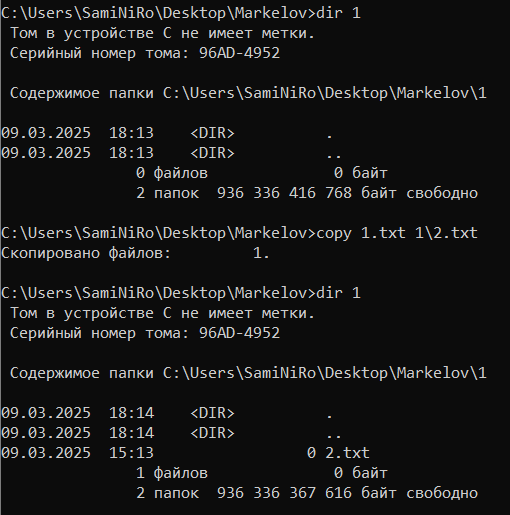 C:\Users\SamiNiRo\Desktop\Markelov>dir 1
Том в устройстве C не имеет метки.
Серийный номер тома: 96AD-4952
Содержимое папки C:\Users\SamiNiRo\Desktop\Markelov\1
09.03.2025  18:13    <DIR>          .
09.03.2025  18:13    <DIR>          ..
0 файлов              0 байт
2 папок  936 336 416 768 байт свободно
C:\Users\SamiNiRo\Desktop\Markelov>copy 1.txt 1\2.txt
Скопировано файлов:         1.
C:\Users\SamiNiRo\Desktop\Markelov>dir 1
Том в устройстве C не имеет метки.
Серийный номер тома: 96AD-4952
Содержимое папки C:\Users\SamiNiRo\Desktop\Markelov\1
09.03.2025  18:14    <DIR>          .
09.03.2025  18:14    <DIR>          ..
09.03.2025  15:13                 0 2.txt
1 файлов              0 байт
2 папок  936 336 367 616 байт свободно